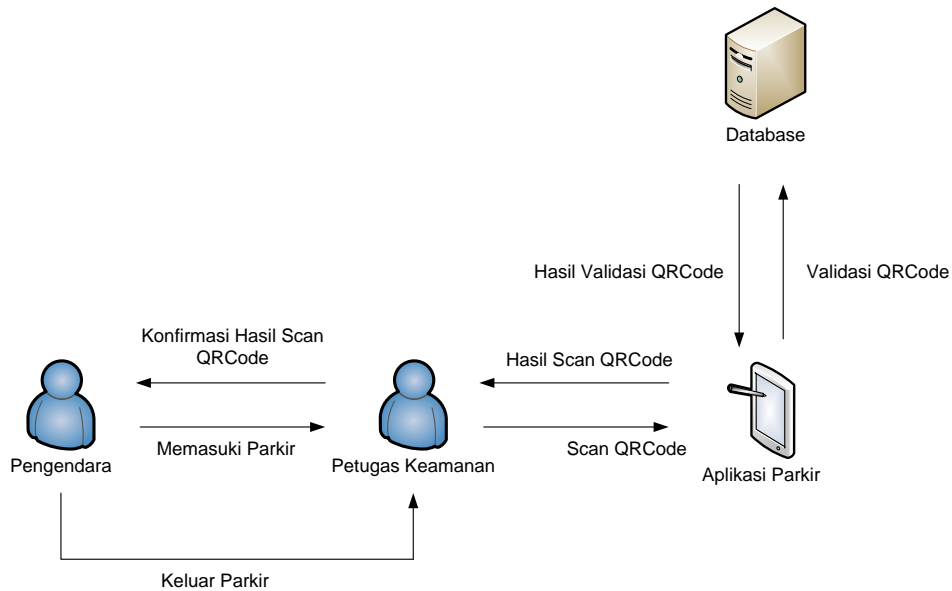 Database
Hasil Validasi QRCode
Validasi QRCode
Konfirmasi Hasil Scan
QRCode
Hasil Scan QRCode
Memasuki Parkir
Scan QRCode
Pengendara
Petugas Keamanan
Aplikasi Parkir
Keluar Parkir